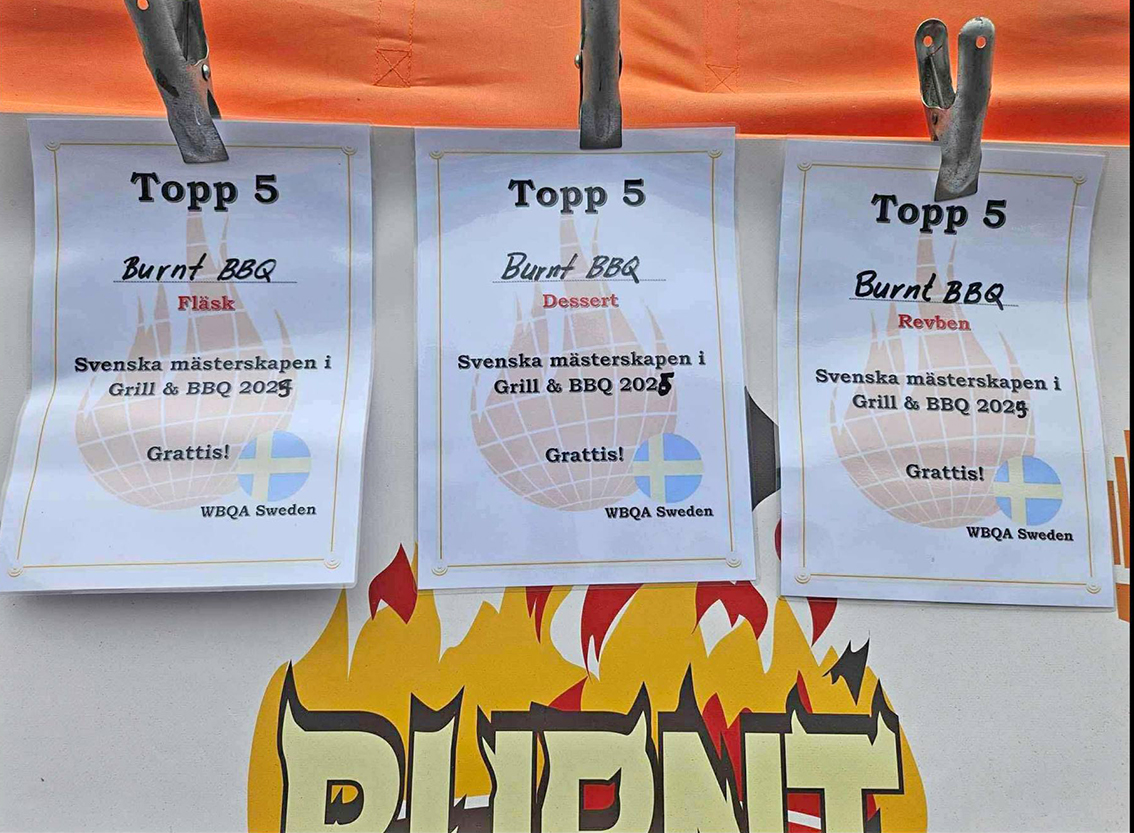 Topp 5
Burnt BBQ
Fläsk
Svenska mästerskapen i
Grill & BBQ 2025
Grattis!
WBQA Sweden
Topp 5
Burnt BBQ
Dessert
Svenska mästerskapen i
Grill & BBQ 2025
Grattis!
WBQA Sweden
Topp 5
Burnt BBQ
Revben
Svenska mästerskapen i
Grill & BBQ 2025
Grattis!
WBQA Sweden
BURNT